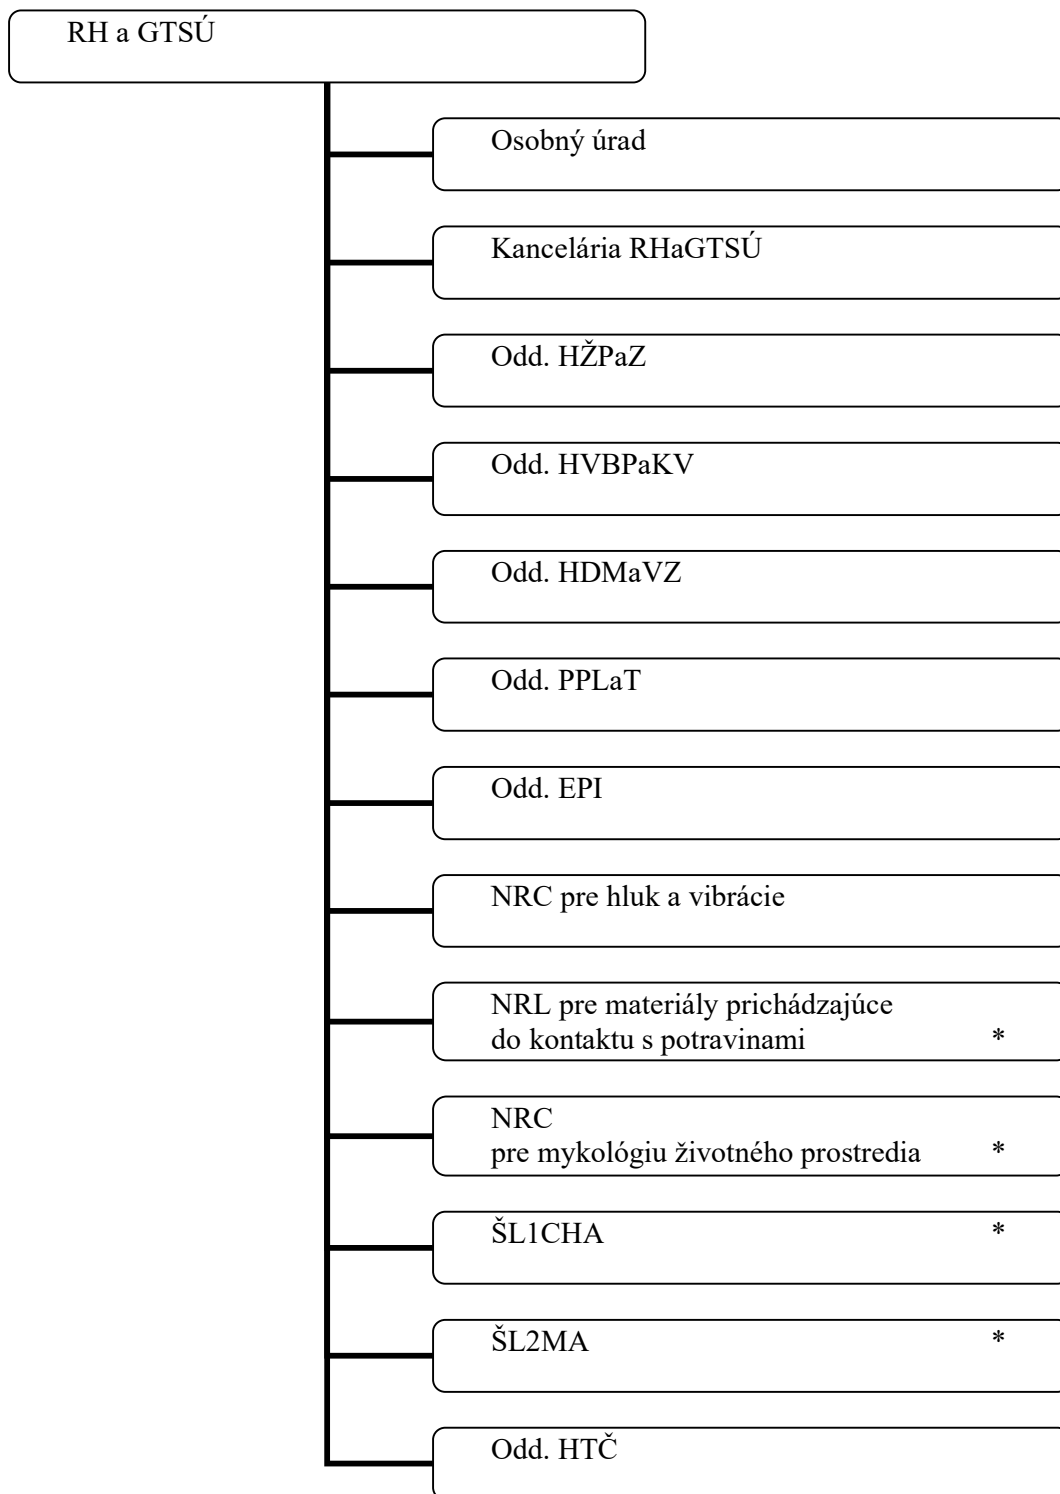 RH a GTSÚ
Osobný úrad
Kancelária RHaGTSÚ
Odd. HŽPaZ
Odd. HVBPaKV
Odd. HDMaVZ
Odd. PPLaT
Odd. EPI
NRC pre hluk a vibrácie
NRL pre materiály prichádzajúce
do kontaktu s potravinami *
NRC
pre mykológiu životného prostredia *
ŠL1CHA *
ŠL2MA *
Odd. HTČ